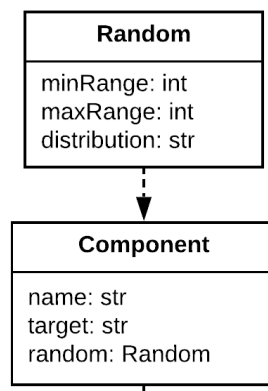 Random
minRange: int
maxRange: int
distribution: str
Component
name: str
target: str
random: Random